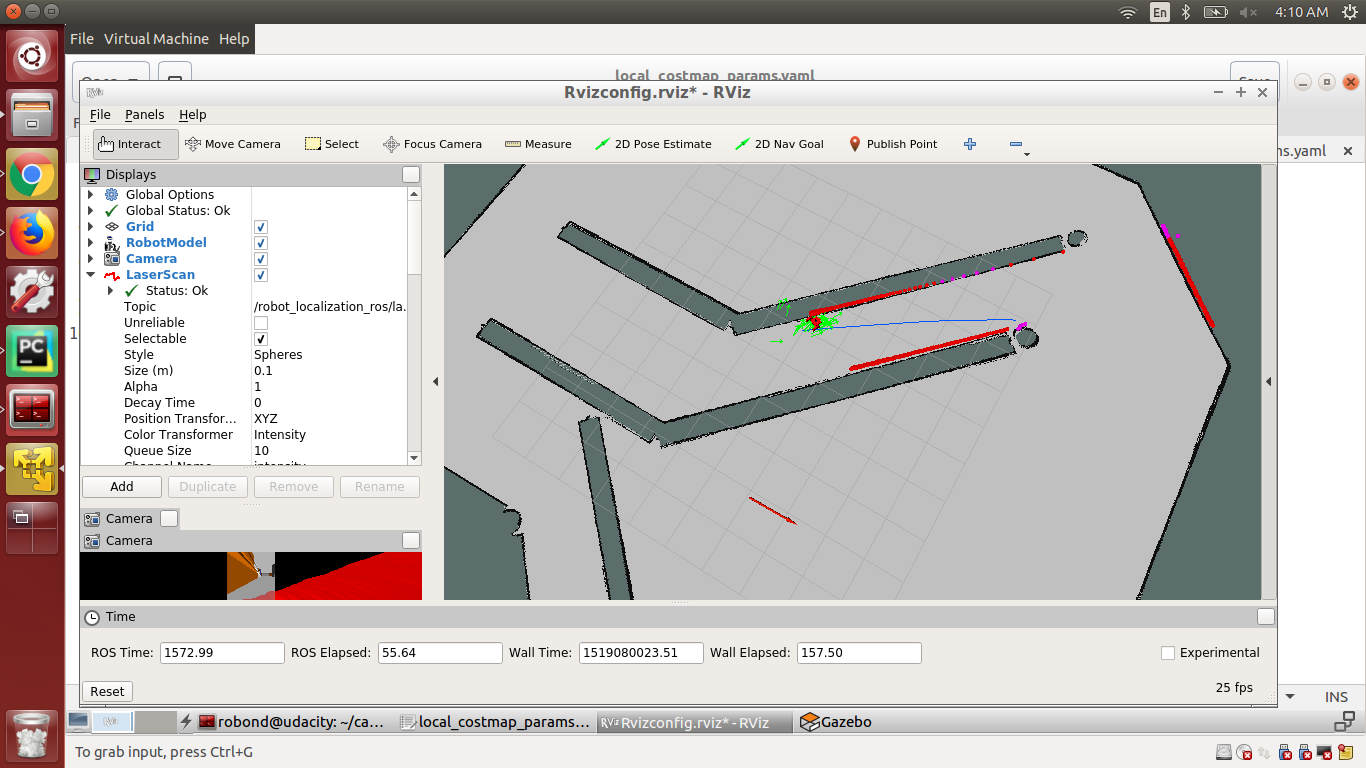 En 4:10 AM
File Virtual Machine Help
local_costmap_params.yaml
Rvizconfig.rviz* - RViz
File Panels Help
Interact Move Camera Select Focus Camera Measure 2D Pose Estimate 2D Nav Goal Publish Point
ns.yaml
Displays
Global Options
Global Status: Ok
Grid
RobotModel
Camera
LaserScan
Status: Ok
Topic /robot_localization_ros/la...
Unreliable
1
Selectable
Style Spheres
Size (m) 0.1
Alpha 1
Decay Time 0
Position Transfor... XYZ
Color Transformer Intensity
Queue Size 10
Add Duplicate Remove Rename
Camera
Camera
Time
ROS Time: 1572.99 ROS Elapsed: 55.64 Wall Time: 1519080023.51 Wall Elapsed: 157.50 Experimental
Reset 25 fps
INS
robond@udacity: ~/ca... local_costmap_params... RViz Rvizconfig.rviz* - RViz Gazebo
To grab input, press Ctrl+G